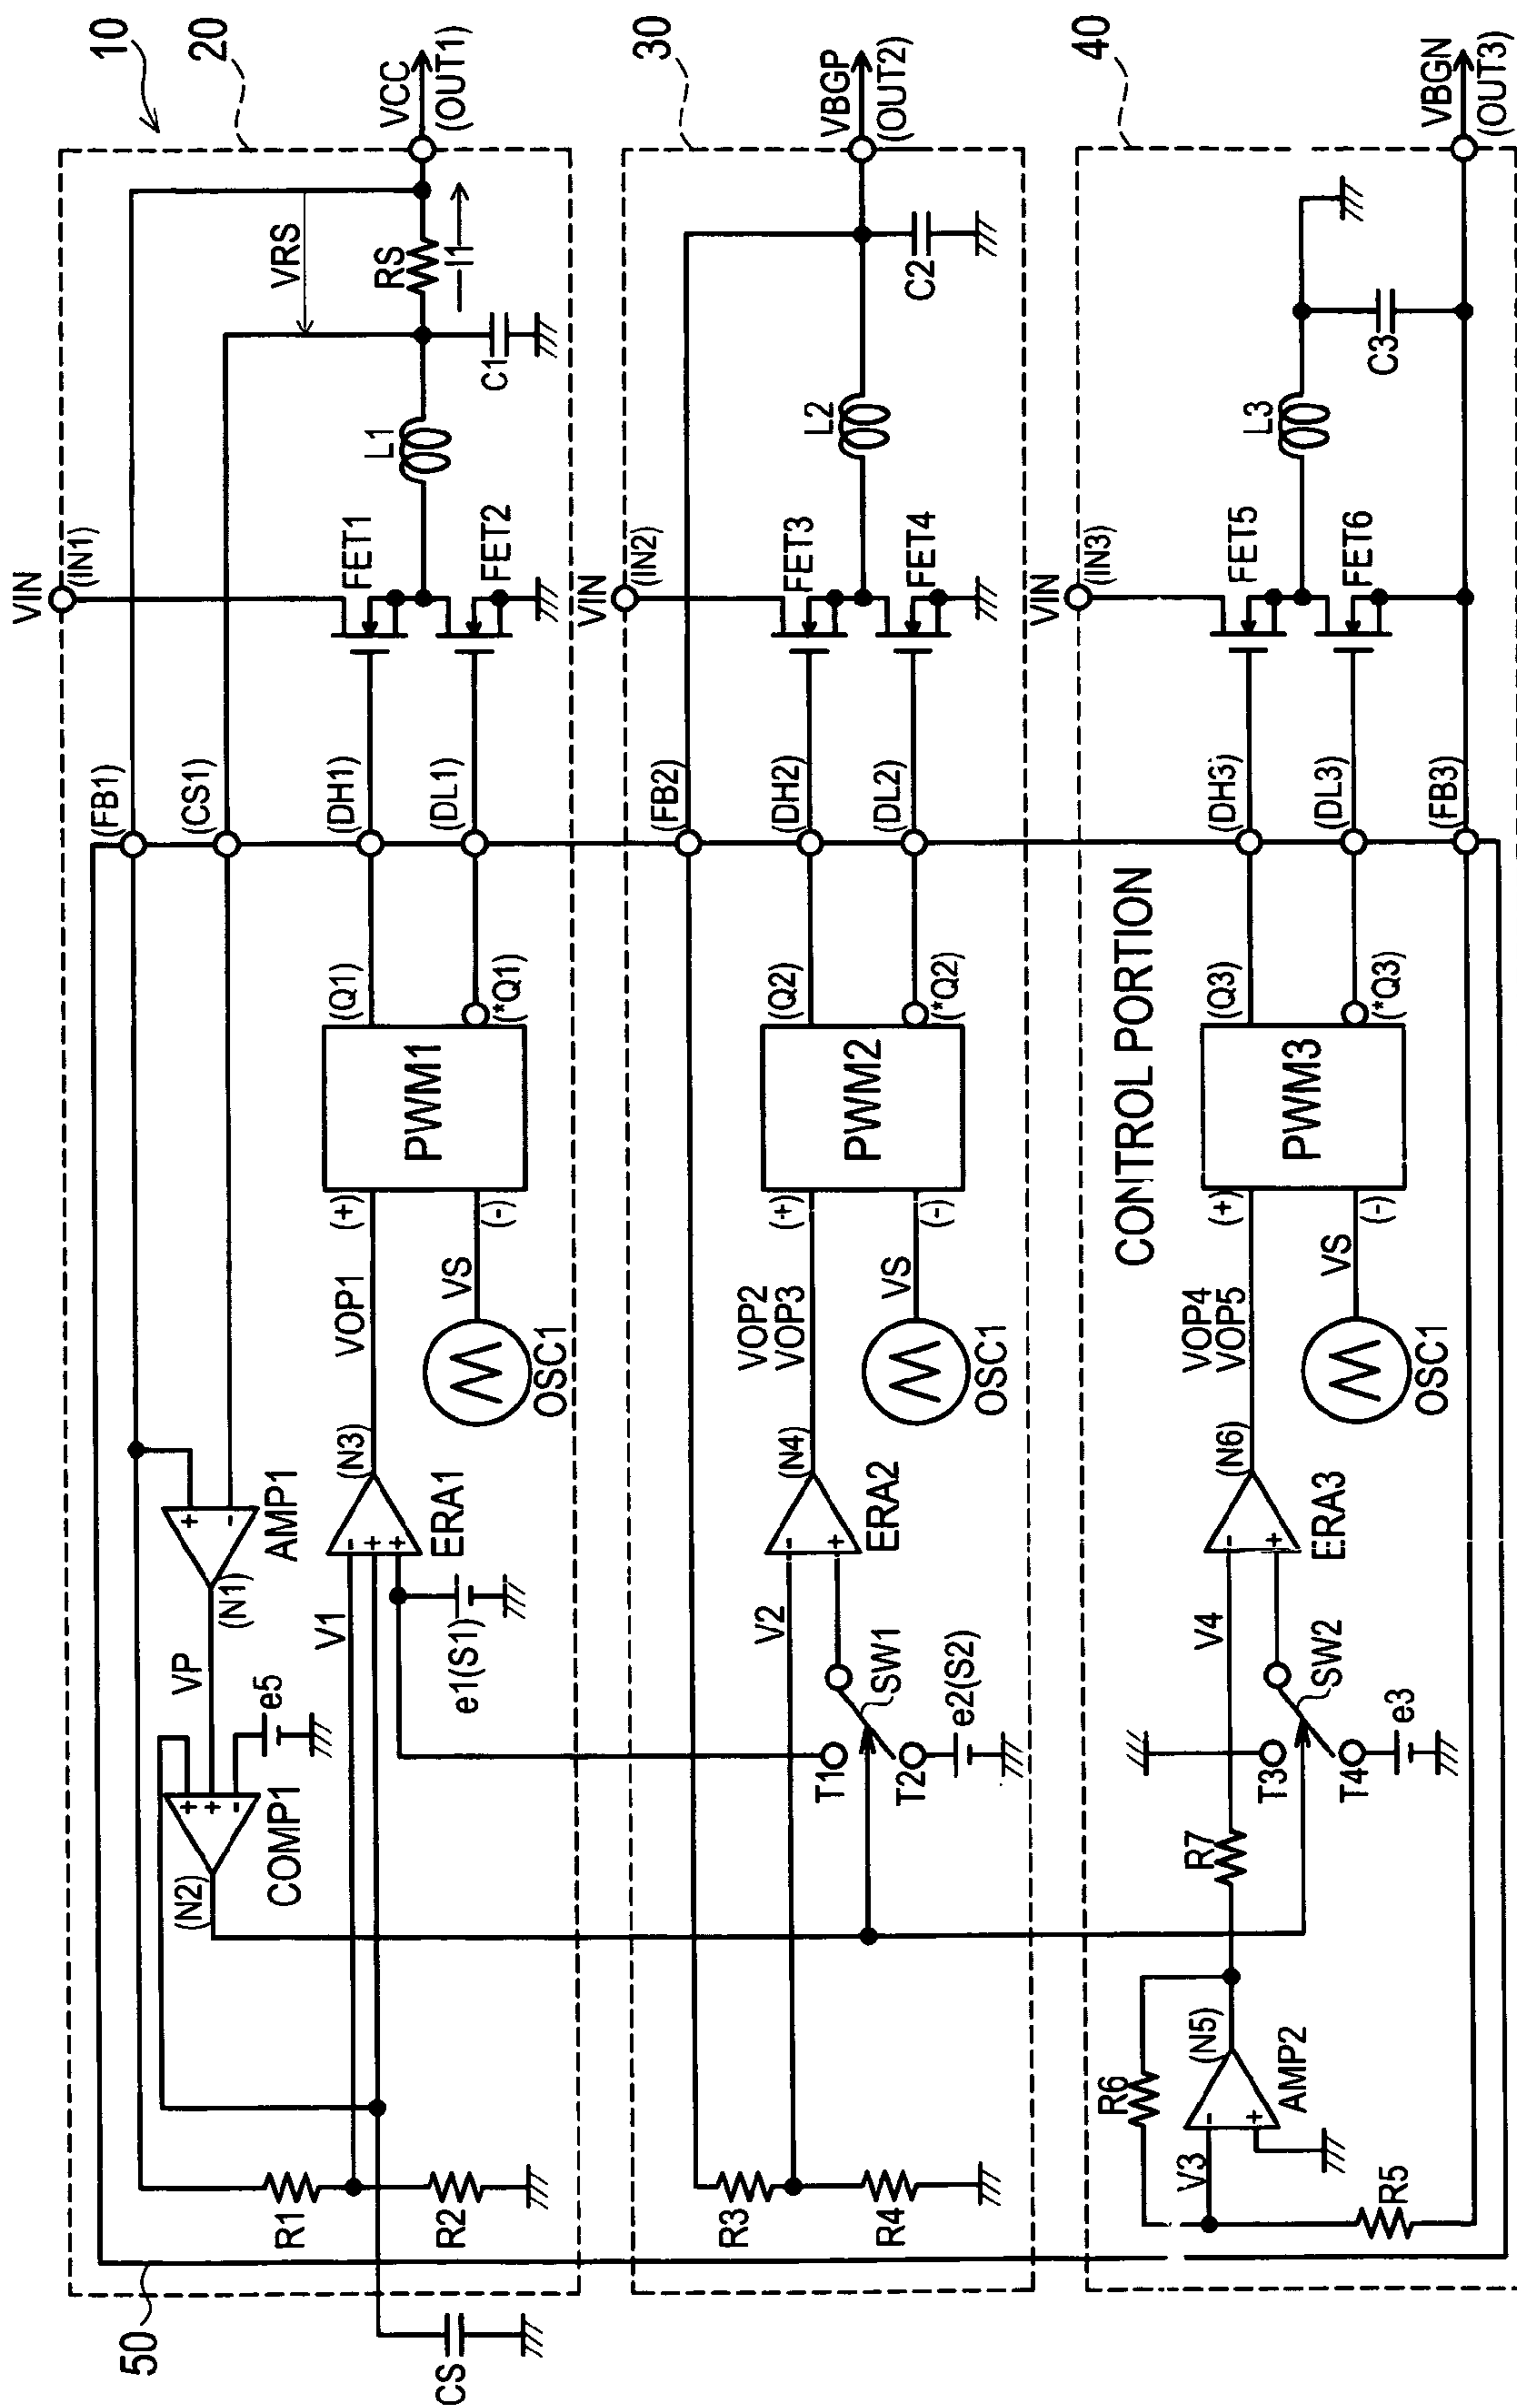 10
20
VCC
(OUT1)
VIN
(IN1)
(FB1)
(CS1)
VRS
RS
I1
C1
L1
FET1
FET2
(DH1)
(DL1)
(Q1)
(*Q1)
PWM1
(+)
(-)
VOP1
VS
OSC1
(N3)
ERA1
-
+
+
V1
e1(S1)
AMP1
+
-
(N1)
VP
e5
COMP1
+
+
-
(N2)
R1
R2
50
CS
30
VBGP
(OUT2)
VIN
(IN2)
(FB2)
C2
L2
FET3
FET4
(DH2)
(DL2)
(Q2)
(*Q2)
PWM2
(+)
(-)
VOP2
VOP3
VS
OSC1
(N4)
ERA2
-
+
V2
SW1
T1
T2
e2(S2)
R3
R4
40
VBGN
(OUT3)
VIN
(IN3)
(FB3)
C3
L3
FET5
FET6
(DH3)
(DL3)
CONTROL PORTION
(Q3)
(*Q3)
PWM3
(+)
(-)
VOP4
VOP5
VS
OSC1
(N6)
ERA3
-
+
V4
SW2
T3
T4
e3
R7
(N5)
AMP2
-
+
R6
V3
R5